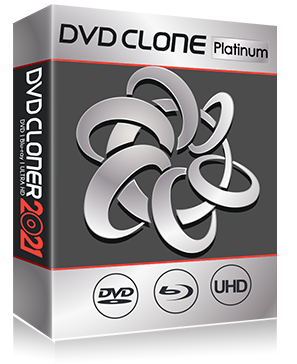 DVD CLONE Platinum
DVD CLONER 2021
DVD | Blu-ray | ULTRA HD
DVD
UHD